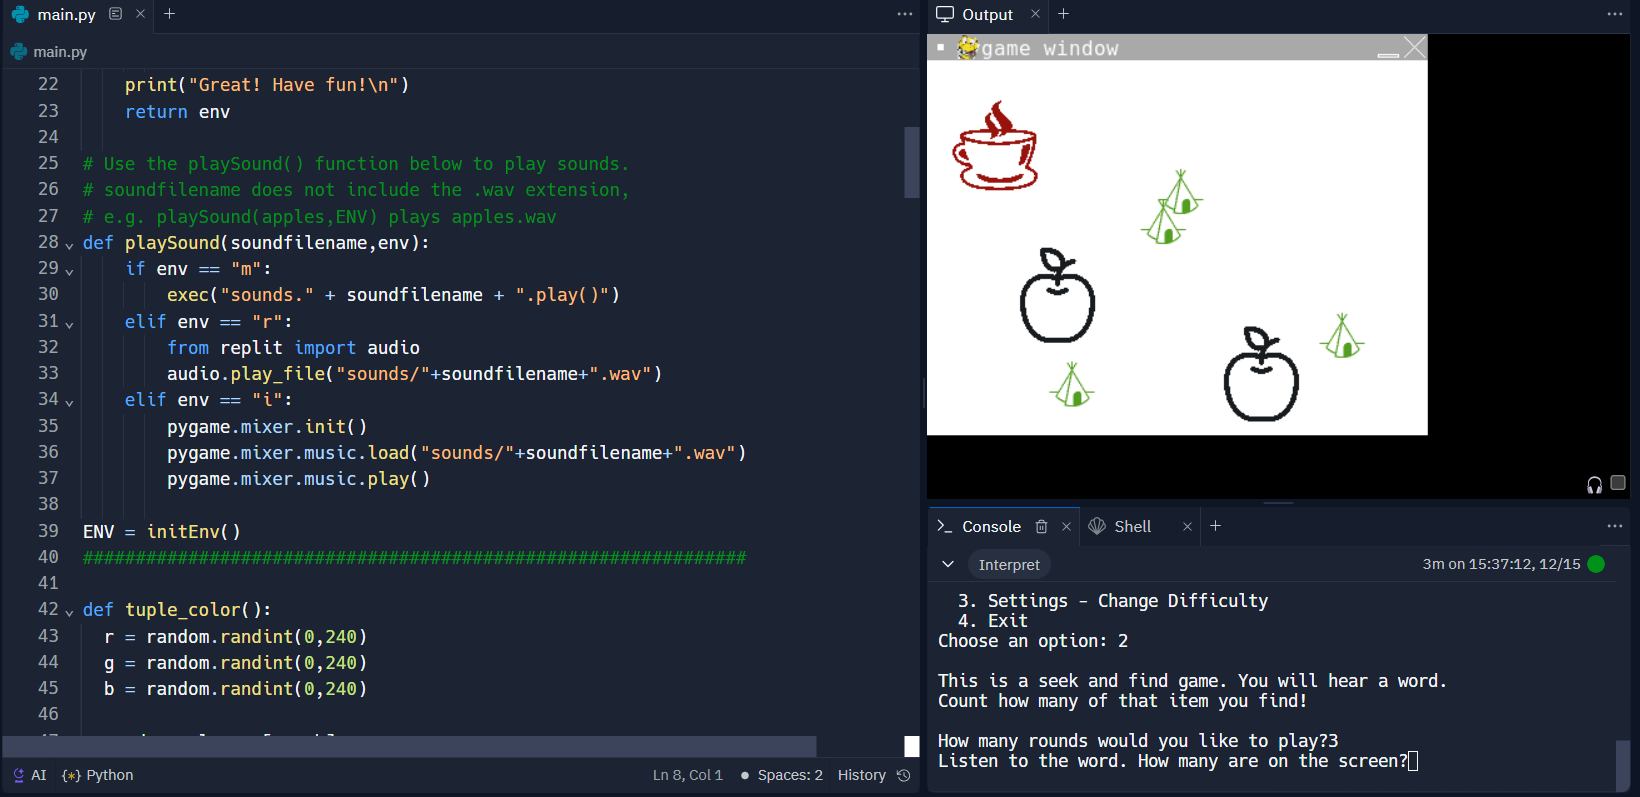 main.py
main.py
22 print("Great! Have fun!\n")
23 return env
24
25 # Use the playSound() function below to play sounds.
26 # soundfilename does not include the .wav extension,
27 # e.g. playSound(apples,ENV) plays apples.wav
28 def playSound(soundfilename,env):
29 if env == "m":
30 exec("sounds." + soundfilename + ".play()")
31 elif env == "r":
32 from replit import audio
33 audio.play_file("sounds/"+soundfilename+".wav")
34 elif env == "i":
35 pygame.mixer.init()
36 pygame.mixer.music.load("sounds/"+soundfilename+".wav")
37 pygame.mixer.music.play()
38
39 ENV = initEnv()
40 ###############################################################
41
42 def tuple_color():
43 r = random.randint(0,240)
44 g = random.randint(0,240)
45 b = random.randint(0,240)
46
AI {*} Python Ln 8, Col 1 Spaces: 2 History
Output
game window
Console Shell
Interpret 3m on 15:37:12, 12/15
3. Settings - Change Difficulty
4. Exit
Choose an option: 2
This is a seek and find game. You will hear a word.
Count how many of that item you find!
How many rounds would you like to play?3
Listen to the word. How many are on the screen?